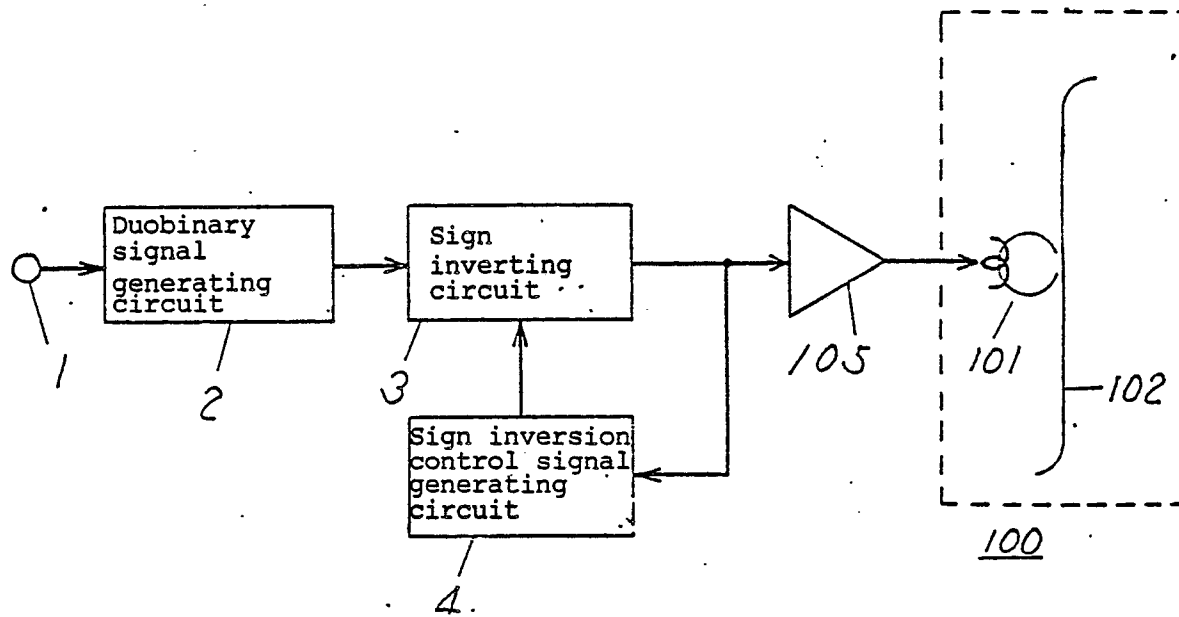 Duobinary
signal
generating
circuit
Sign
inverting
circuit
1
2
3
105
101
102
Sign inversion
control signal
generating
circuit
100
4